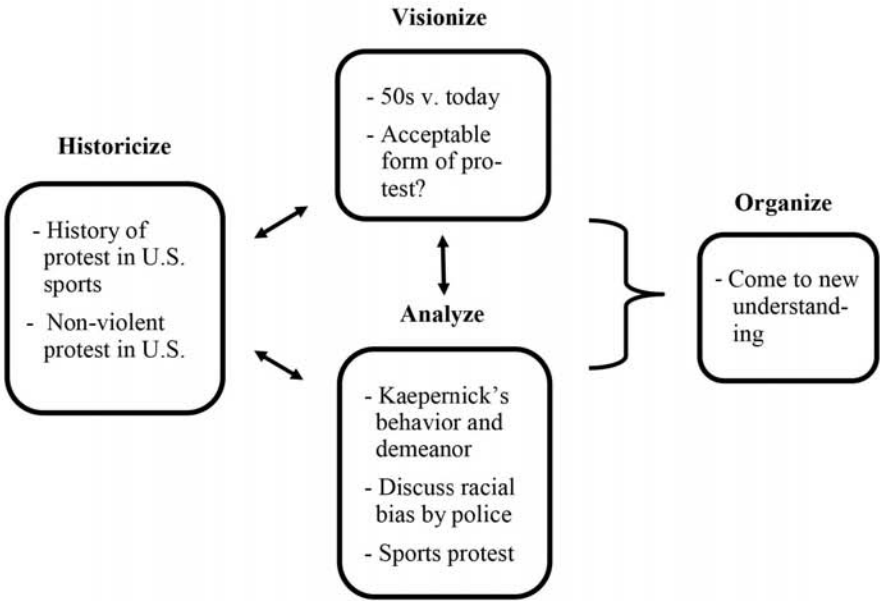 Visionize
- 50s v. today
- Acceptable
form of pro-
test?
Historicize
- History of
protest in U.S.
sports
- Non-violent
protest in U.S.
Analyze
- Kaepernick's
behavior and
demeanor
- Discuss racial
bias by police
- Sports protest
Organize
- Come to new
understand-
ing